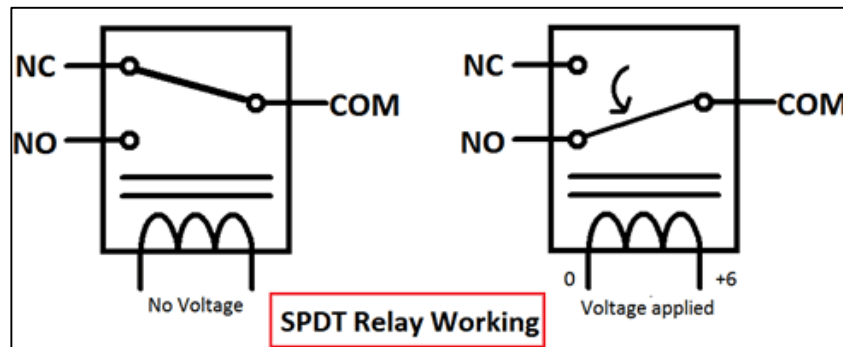 NC
COM
NO
No Voltage
NC
COM
NO
0
+6
Voltage applied
SPDT Relay Working